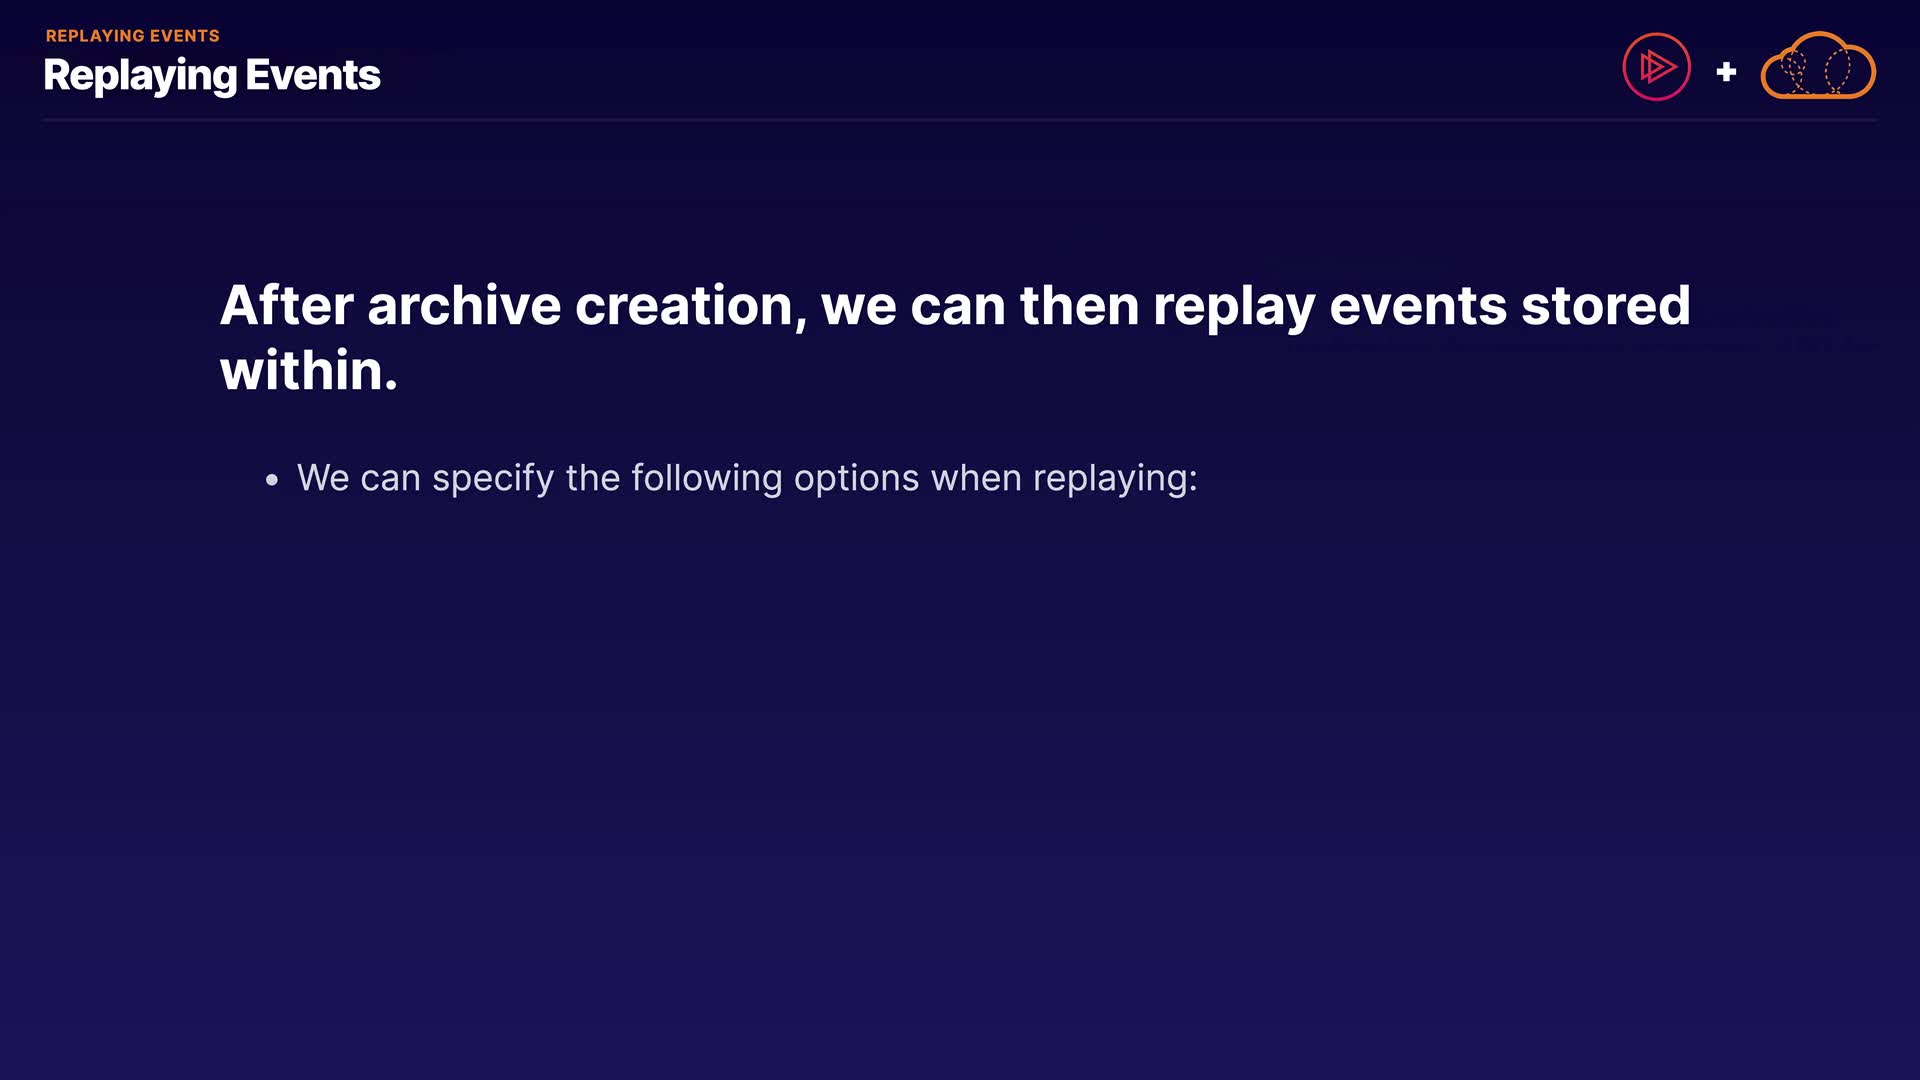 REPLAYING EVENTS
Replaying Events
+
After archive creation, we can then replay events stored
within.
• We can specify the following options when replaying: